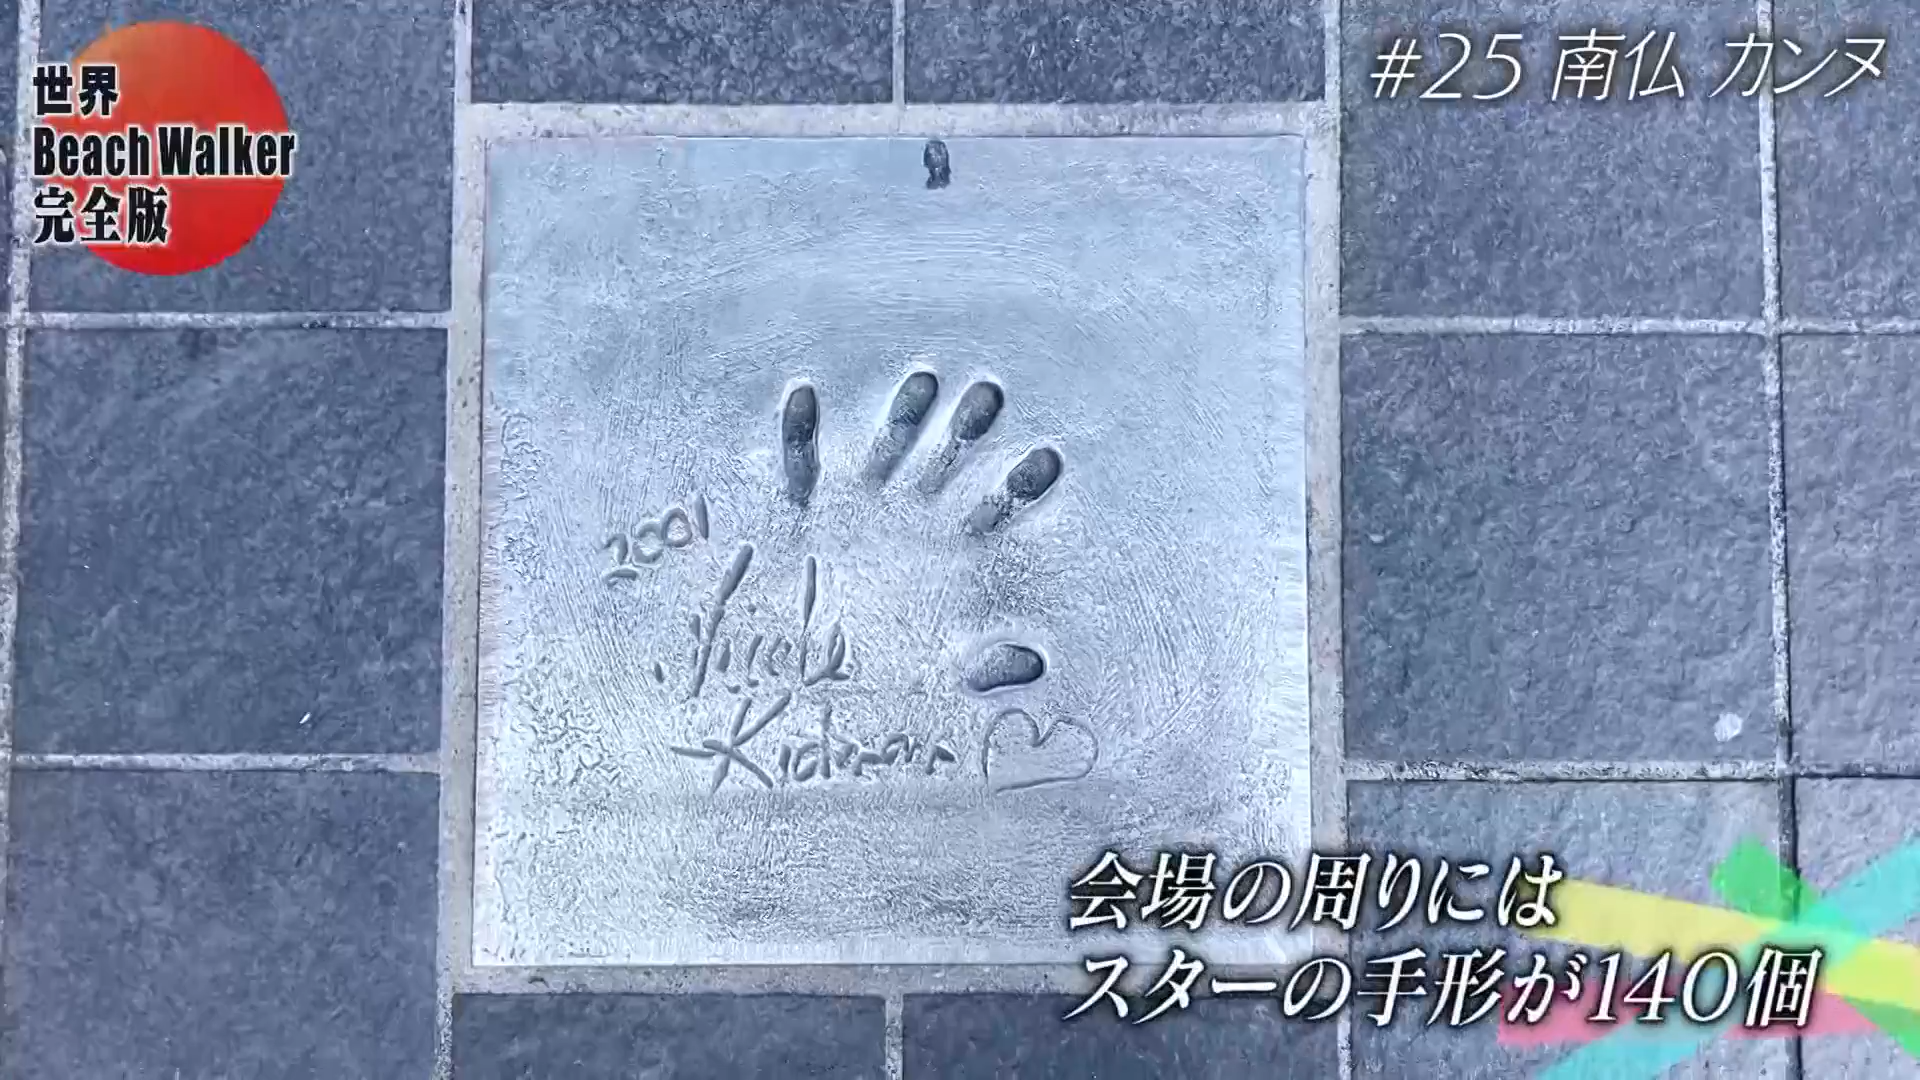 世界
Beach Walker
完全版
#25 南仏 カンヌ
2001
Nicole
Kidman
会場の周りには
スターの手形が140個